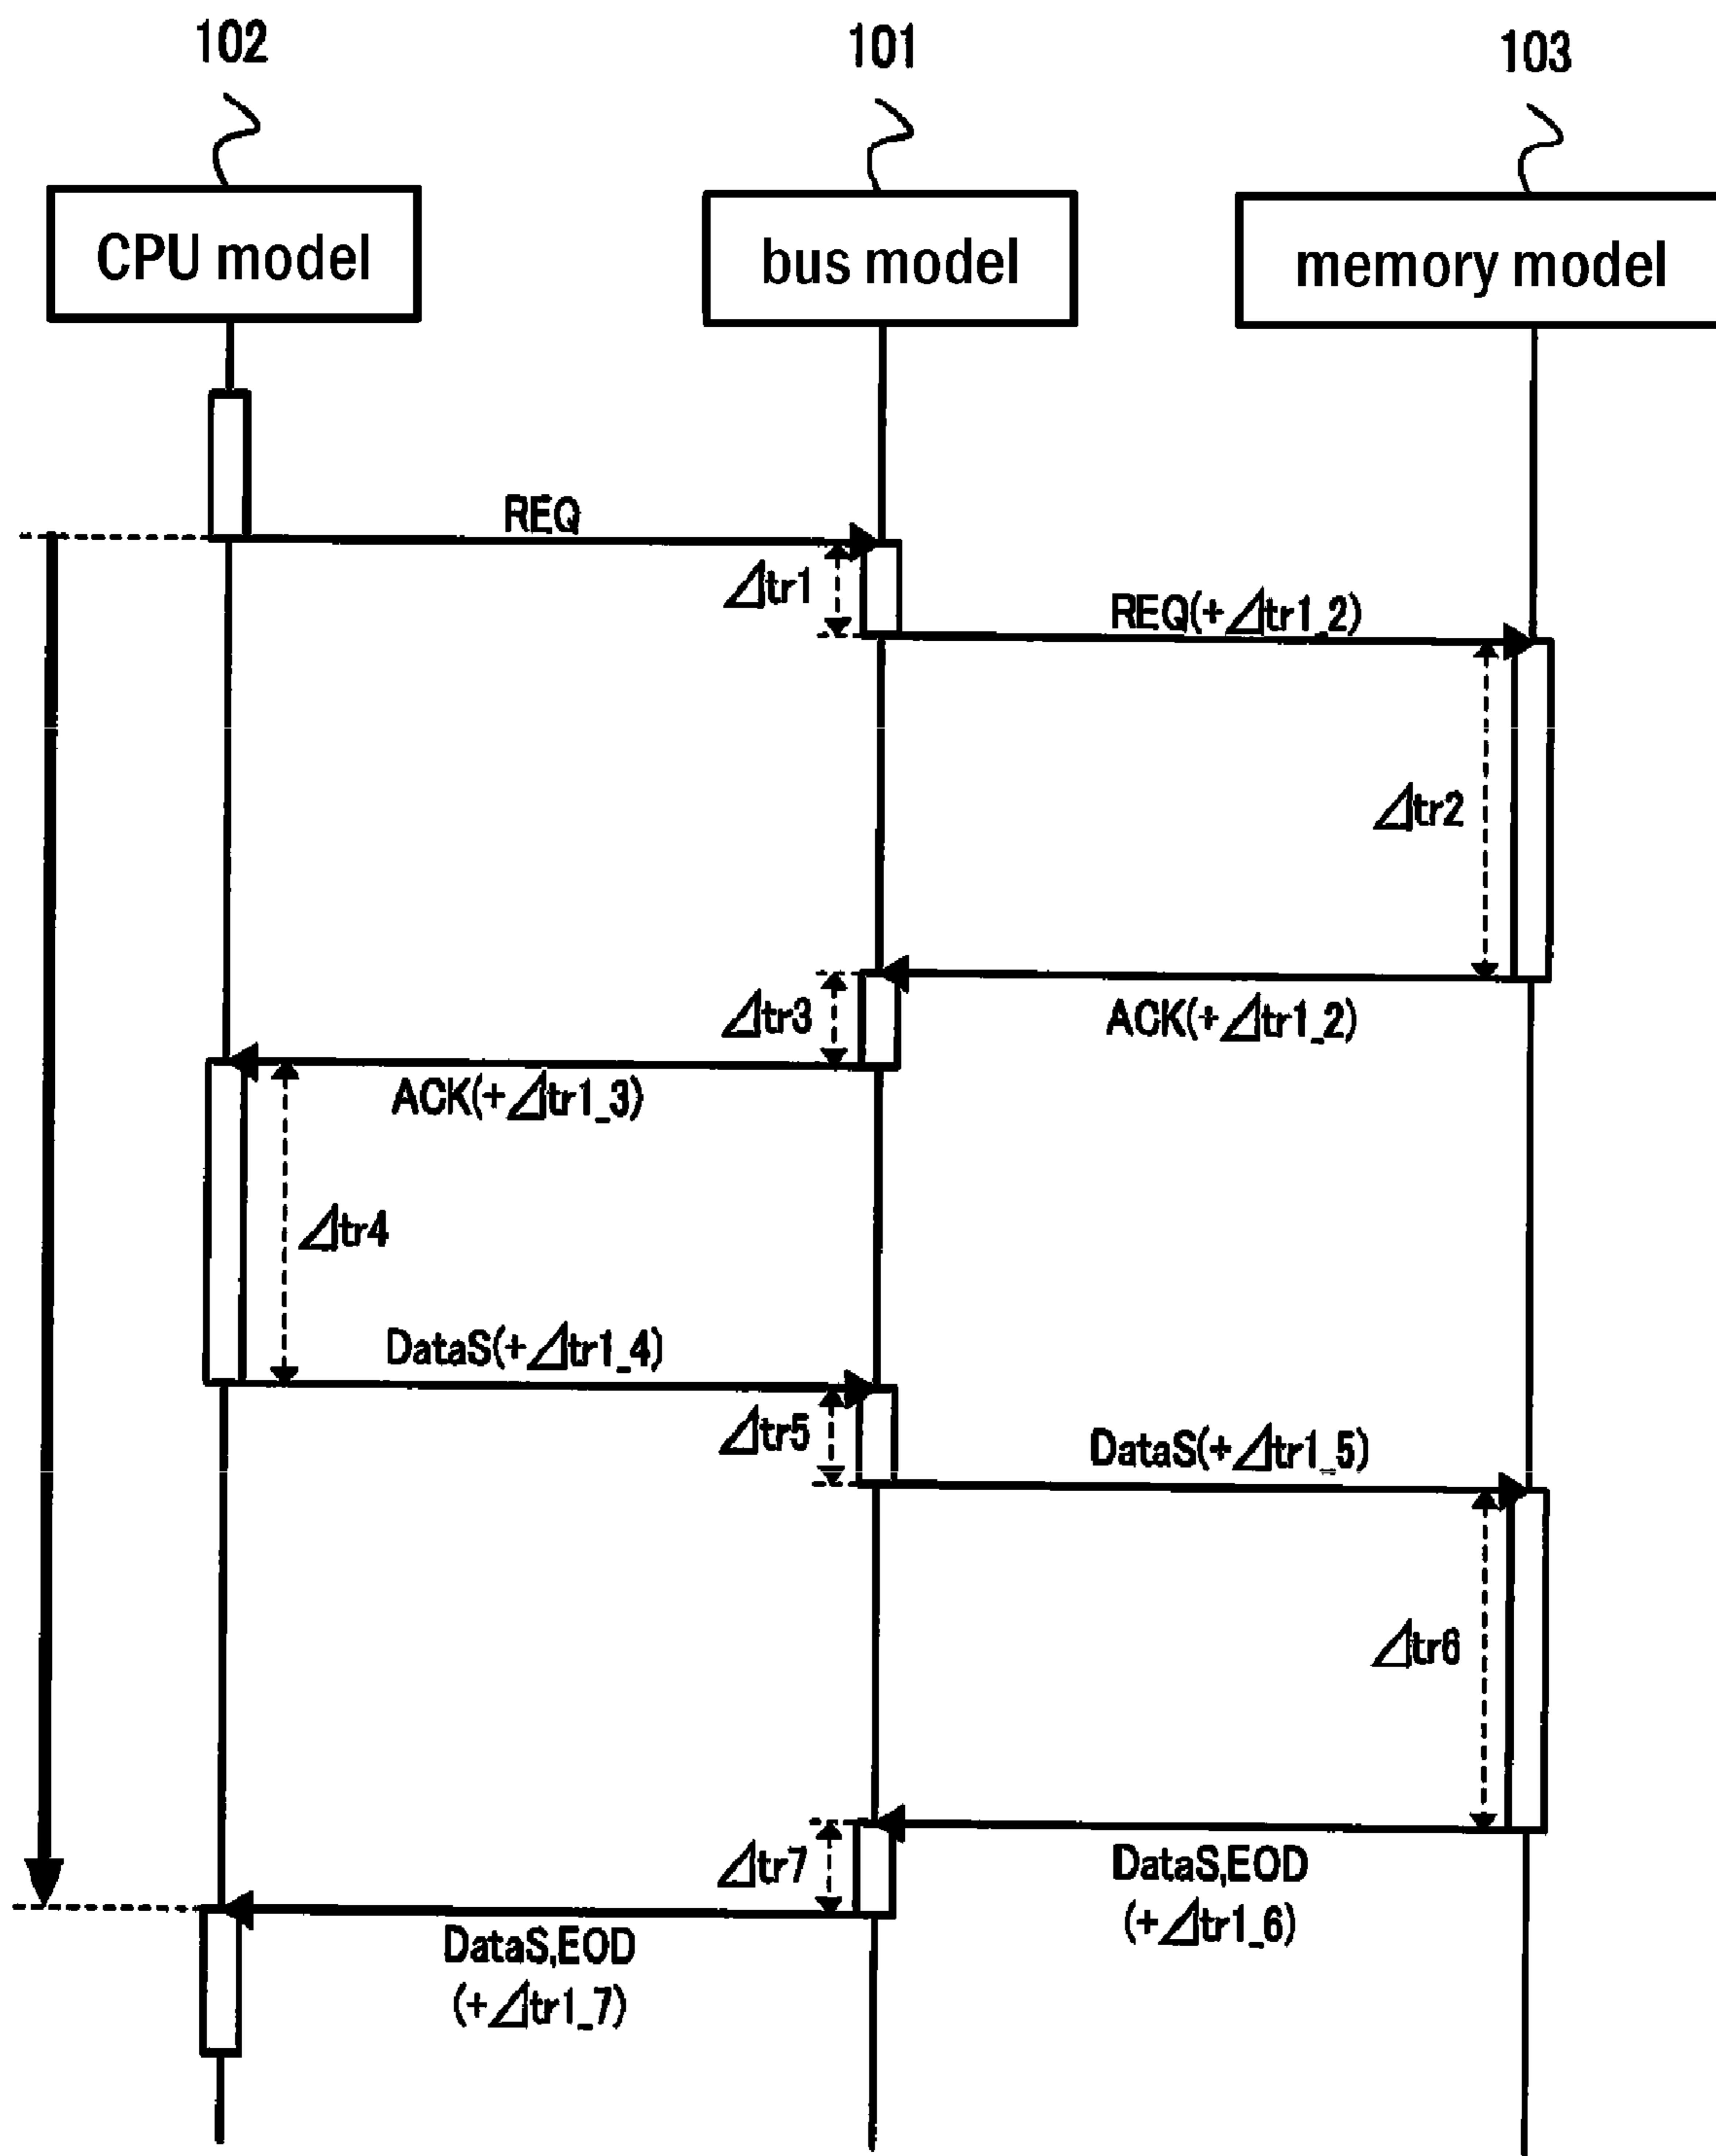 102
101
103
CPU model
bus model
memory model
REQ
⊿tr1
REQ(+⊿tr1_2)
⊿tr2
⊿tr3
ACK(+⊿tr1_2)
ACK(+⊿tr1_3)
⊿tr4
DataS(+⊿tr1_4)
⊿tr5
DataS(+⊿tr1_5)
⊿tr6
⊿tr7
DataS,EOD
(+⊿tr1_6)
DataS,EOD
(+⊿tr1_7)